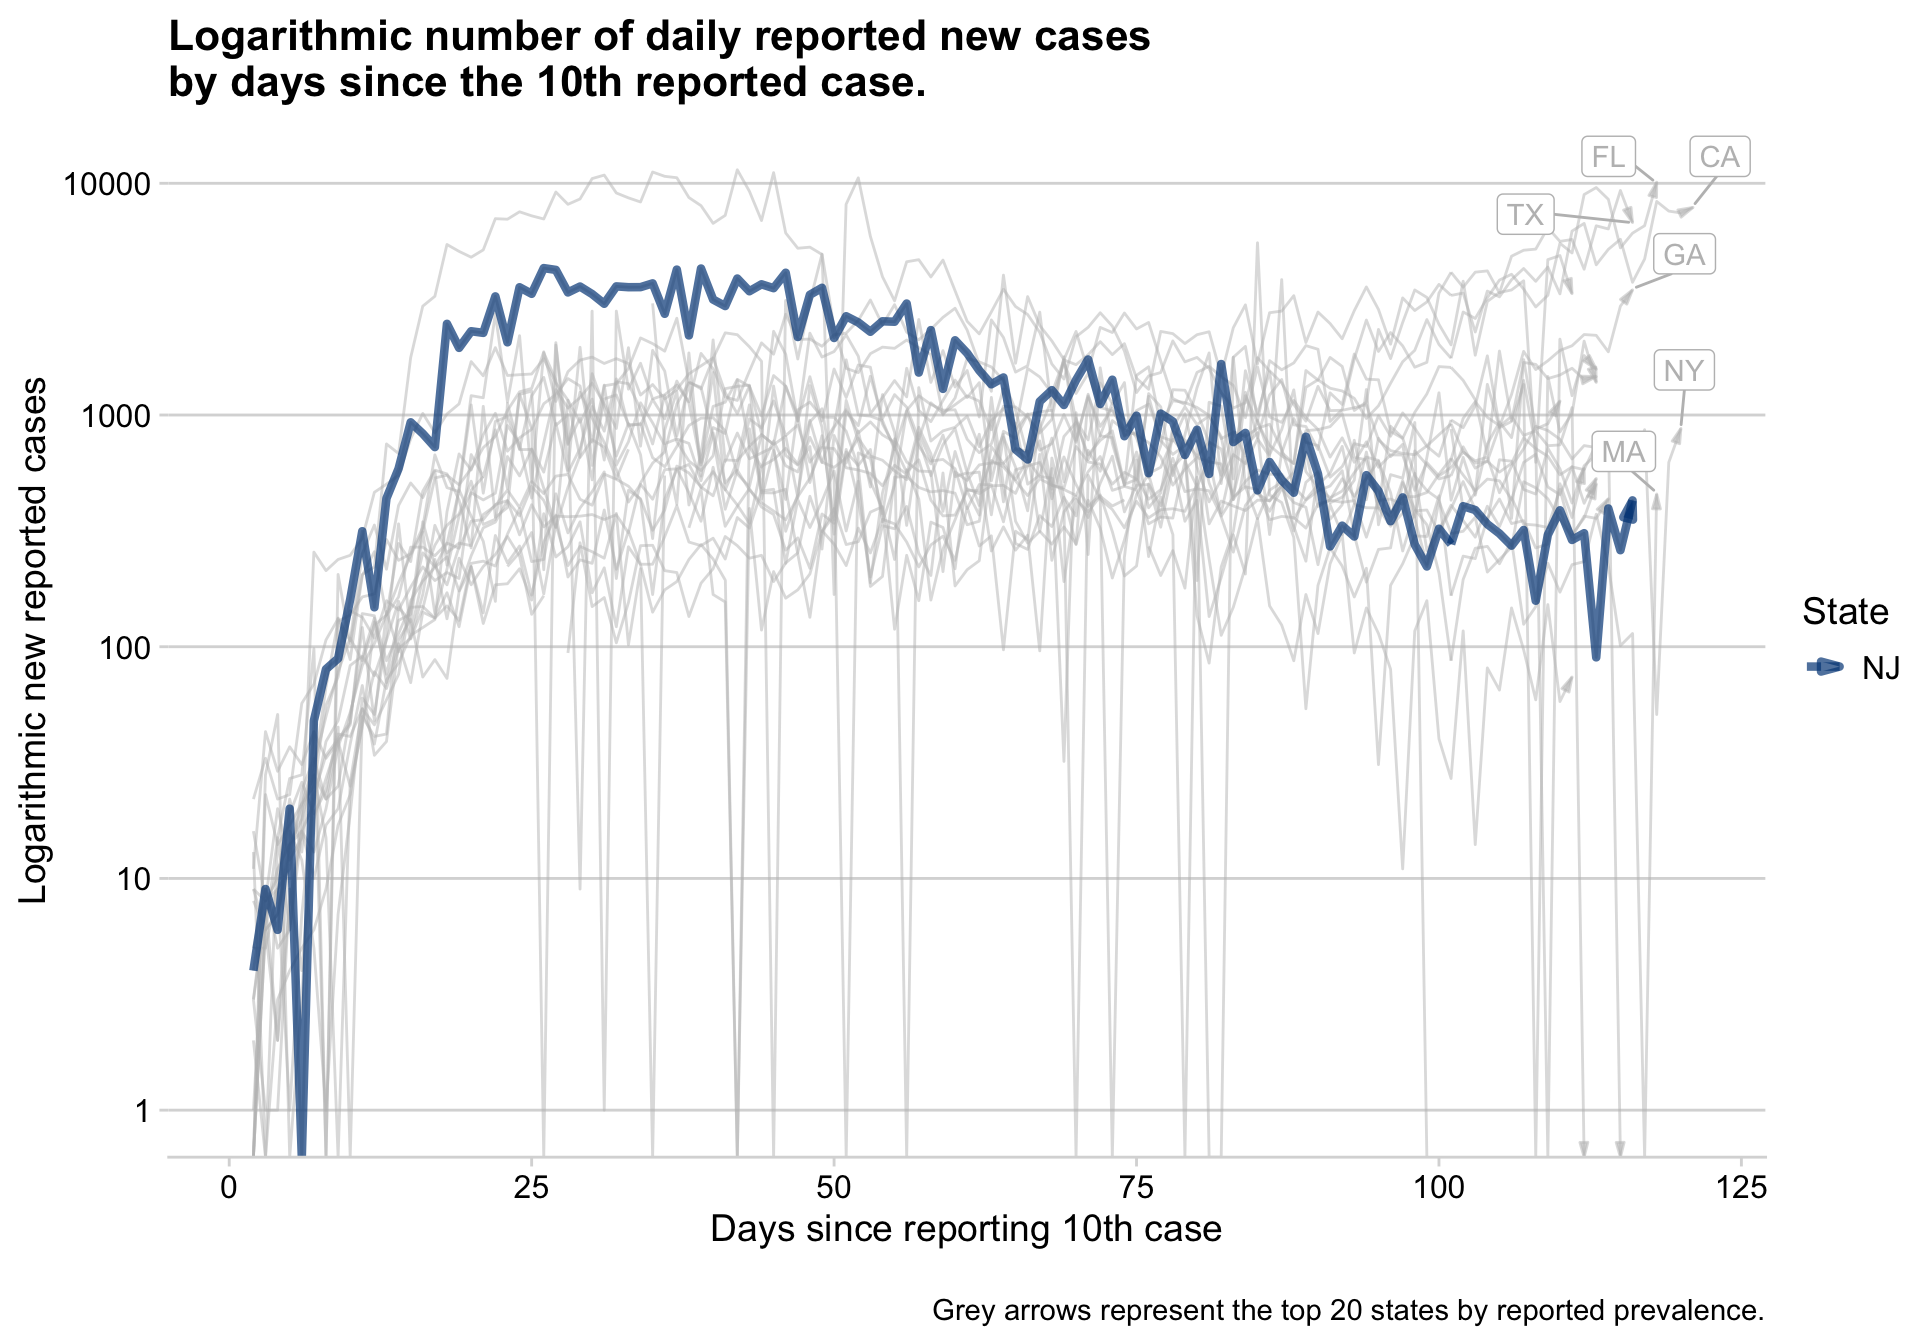 Logarithmic number of daily reported new cases
by days since the 10th reported case.
FL
CA
10000
TX
GA
NY
1000
MA
Logarithmic new reported cases
State
100
NJ
10
1
0
25
50
75
100
125
Days since reporting 10th case
Grey arrows represent the top 20 states by reported prevalence.